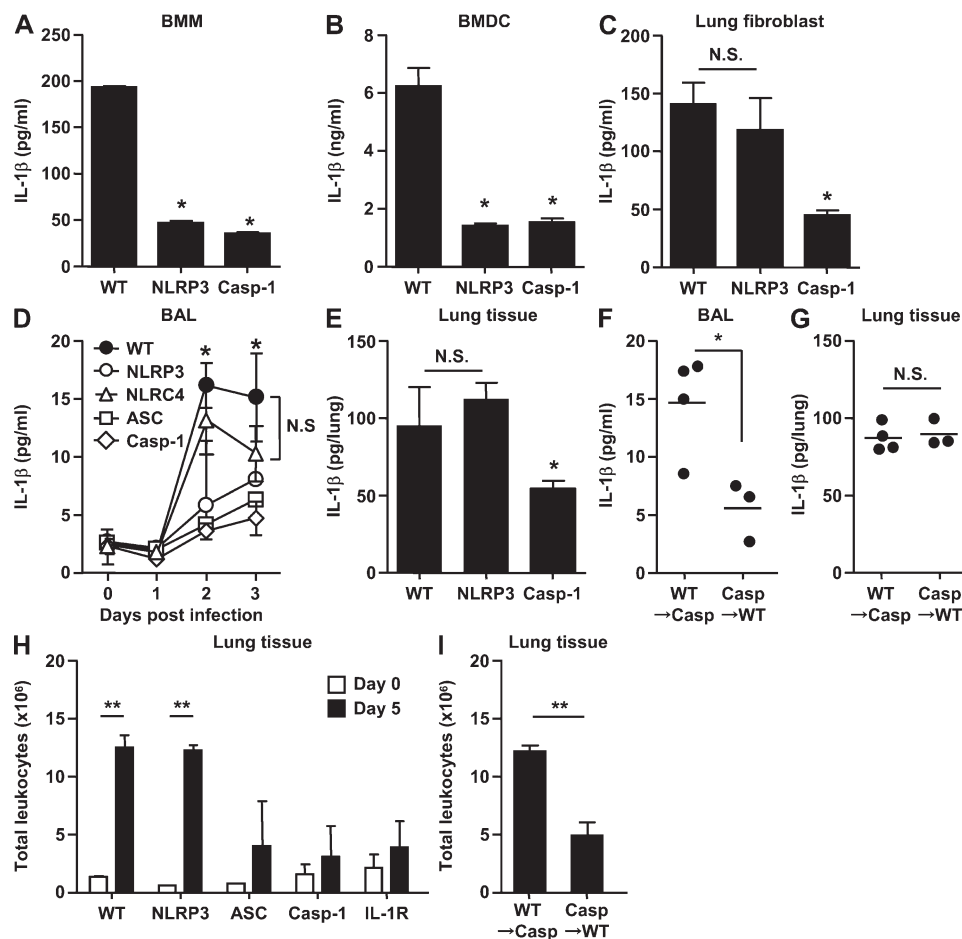 A
BMM
IL-1β (pg/ml)
250
200
150
100
50
0
*
*
WT
NLRP3
Casp-1
B
BMDC
IL-1β (ng/ml)
8
6
4
2
0
*
*
WT
NLRP3
Casp-1
C
Lung fibroblast
IL-1β (pg/ml)
200
150
100
50
0
N.S.
*
WT
NLRP3
Casp-1
D
BAL
IL-1β (pg/ml)
20
15
10
5
0
WT
NLRP3
NLRC4
ASC
Casp-1
*
*
N.S
0
1
2
3
Days post infection
E
Lung tissue
IL-1β (pg/lung)
150
100
50
0
N.S.
*
WT
NLRP3
Casp-1
F
BAL
IL-1β (pg/ml)
20
15
10
5
0
*
WT
→Casp
Casp
→WT
G
Lung tissue
IL-1β (pg/lung)
150
100
50
0
N.S.
WT
→Casp
Casp
→WT
H
Lung tissue
Total leukocytes (x10⁶)
20
15
10
5
0
Day 0
Day 5
**
**
WT
NLRP3
ASC
Casp-1
IL-1R
I
Lung tissue
Total leukocytes (x10⁶)
20
15
10
5
0
**
WT
→Casp
Casp
→WT